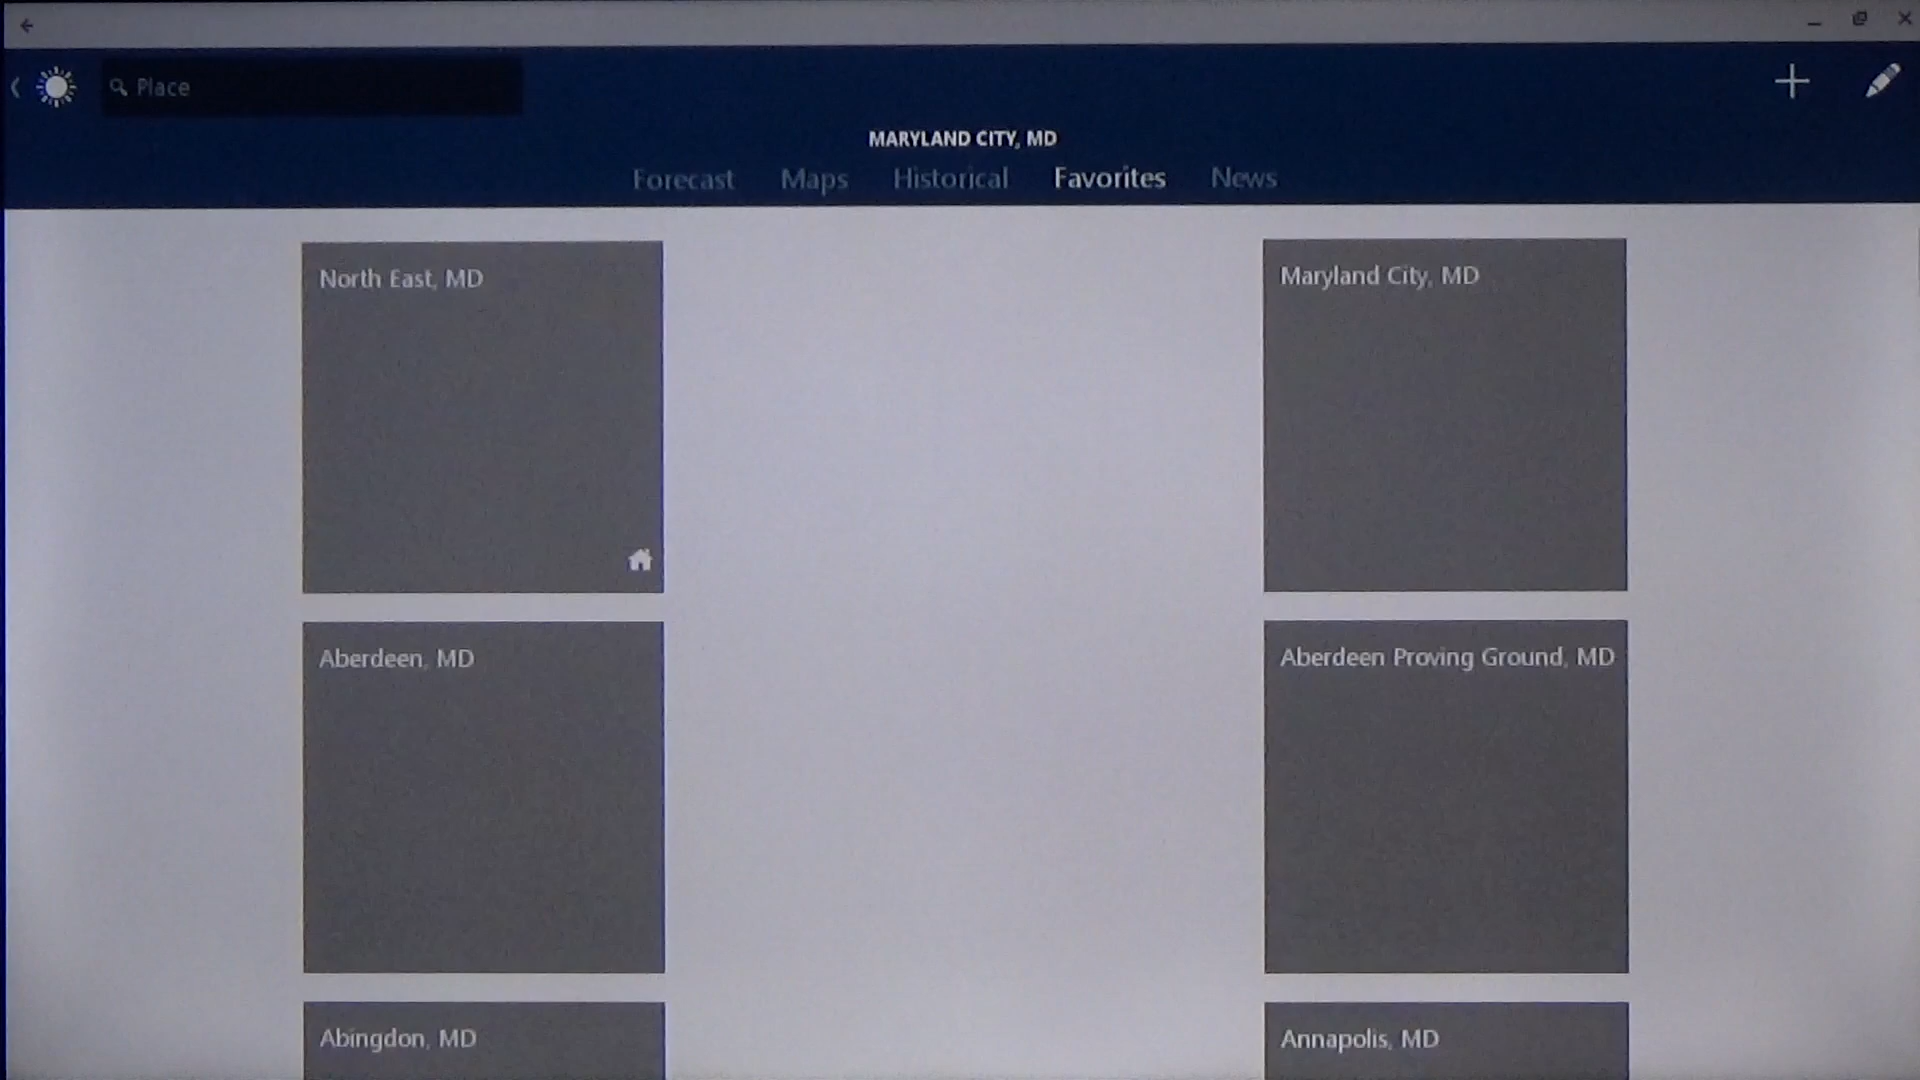 Place
MARYLAND CITY, MD
Forecast Maps Historical Favorites News
North East, MD
Maryland City, MD
Aberdeen, MD
Aberdeen Proving Ground, MD
Abingdon, MD
Annapolis, MD